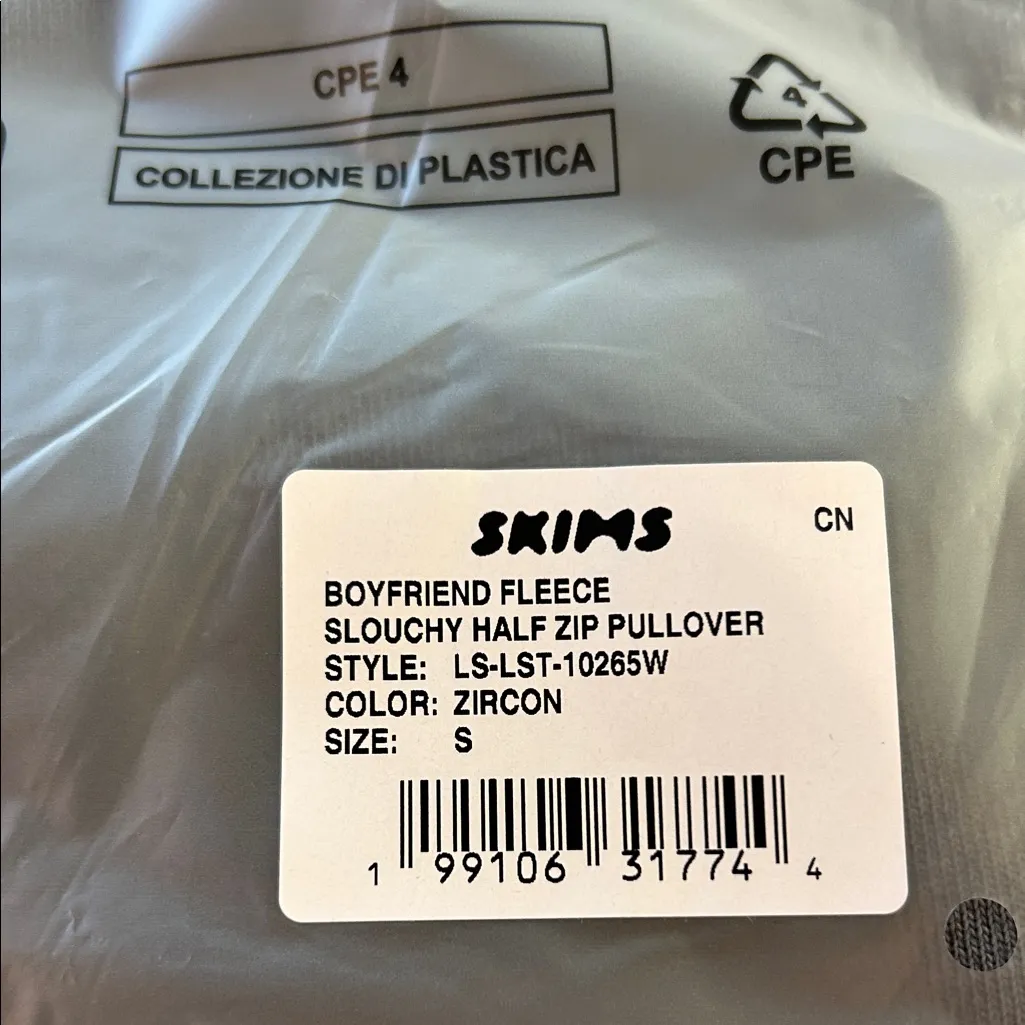 CPE 4
COLLEZIONE DI PLASTICA
4
CPE
SKIMS
CN
BOYFRIEND FLEECE
SLOUCHY HALF ZIP PULLOVER
STYLE: LS-LST-10265W
COLOR: ZIRCON
SIZE: S
1 99106 31774 4